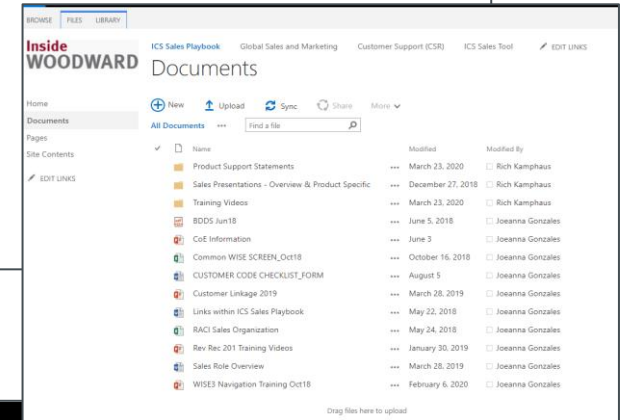 BROWSE FILES LIBRARY
Inside
WOODWARD
ICS Sales Playbook Global Sales and Marketing Customer Support (CSR) ICS Sales Tool EDIT LINKS
Documents
Home
Documents
Pages
Site Contents
EDIT LINKS
New Upload Sync Share More
All Documents ••• Find a file
Name Modified Modified By
Product Support Statements ••• March 23, 2020 Rich Kamphaus
Sales Presentations - Overview & Product Specific ••• December 27, 2018 Rich Kamphaus
Training Videos ••• March 23, 2020 Rich Kamphaus
BDDS Jun18 ••• June 5, 2018 Joeanna Gonzales
CoE Information ••• June 3 Joeanna Gonzales
Common WISE SCREEN_Oct18 ••• October 16, 2018 Joeanna Gonzales
CUSTOMER CODE CHECKLIST_FORM ••• August 5 Joeanna Gonzales
Customer Linkage 2019 ••• March 28, 2019 Joeanna Gonzales
Links within ICS Sales Playbook ••• May 22, 2018 Joeanna Gonzales
RACI Sales Organization ••• May 24, 2018 Joeanna Gonzales
Rev Rec 201 Training Videos ••• January 30, 2019 Joeanna Gonzales
Sales Role Overview ••• March 28, 2019 Joeanna Gonzales
WISE3 Navigation Training Oct18 ••• February 6, 2020 Joeanna Gonzales
Drag files here to upload